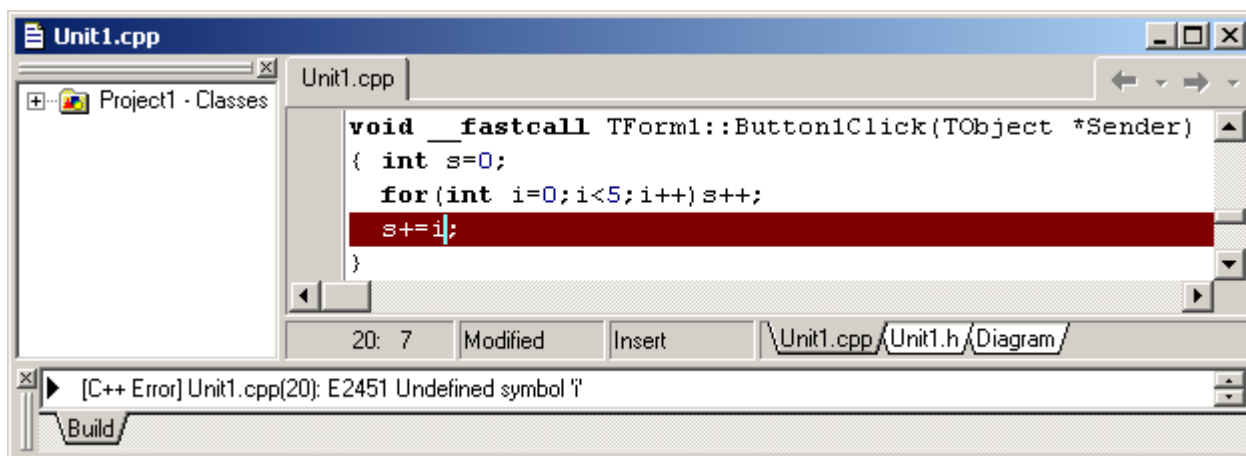 Unit1.cpp
Project1 - Classes
Unit1.cpp
void __fastcall TForm1::Button1Click(TObject *Sender)
{ int s=0;
for(int i=0;i<5;i++)s++;
s+=i;
}
20: 7 Modified Insert Unit1.cpp Unit1.h Diagram
[C++ Error] Unit1.cpp(20): E2451 Undefined symbol 'i'
Build